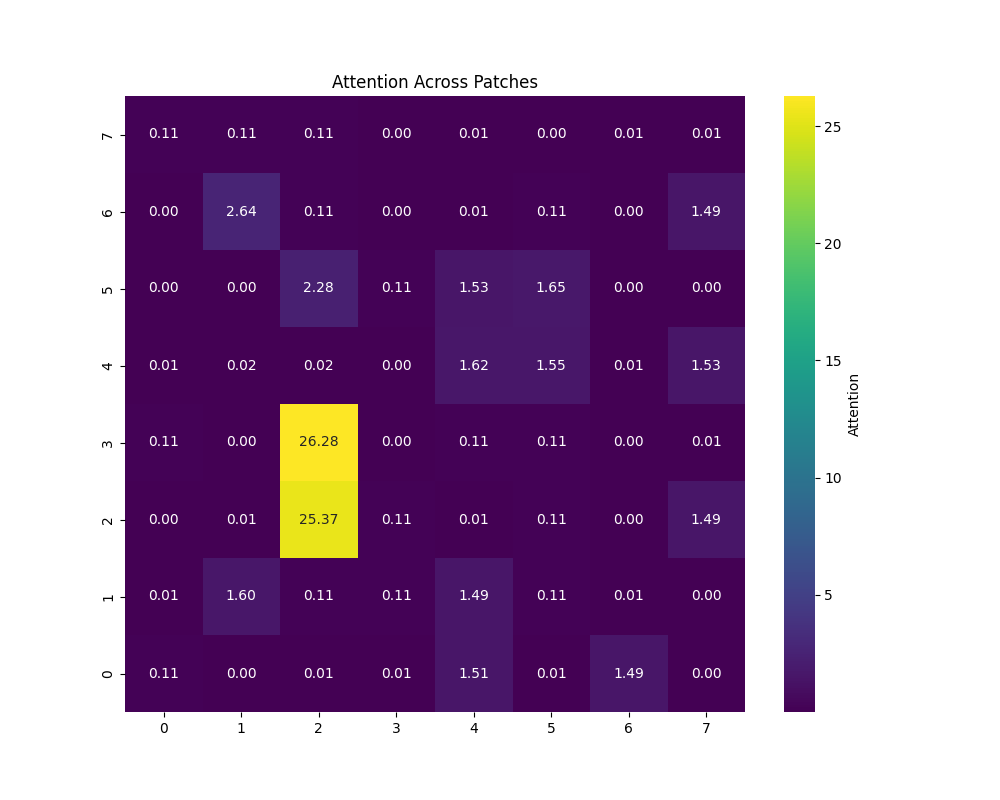 Attention Across Patches
7 0.11 0.11 0.11 0.00 0.01 0.00 0.01 0.01
6 0.00 2.64 0.11 0.00 0.01 0.11 0.00 1.49
5 0.00 0.00 2.28 0.11 1.53 1.65 0.00 0.00
4 0.01 0.02 0.02 0.00 1.62 1.55 0.01 1.53
3 0.11 0.00 26.28 0.00 0.11 0.11 0.00 0.01
2 0.00 0.01 25.37 0.11 0.01 0.11 0.00 1.49
1 0.01 1.60 0.11 0.11 1.49 0.11 0.01 0.00
0 0.11 0.00 0.01 0.01 1.51 0.01 1.49 0.00
0 1 2 3 4 5 6 7
25
20
15
10
5
Attention